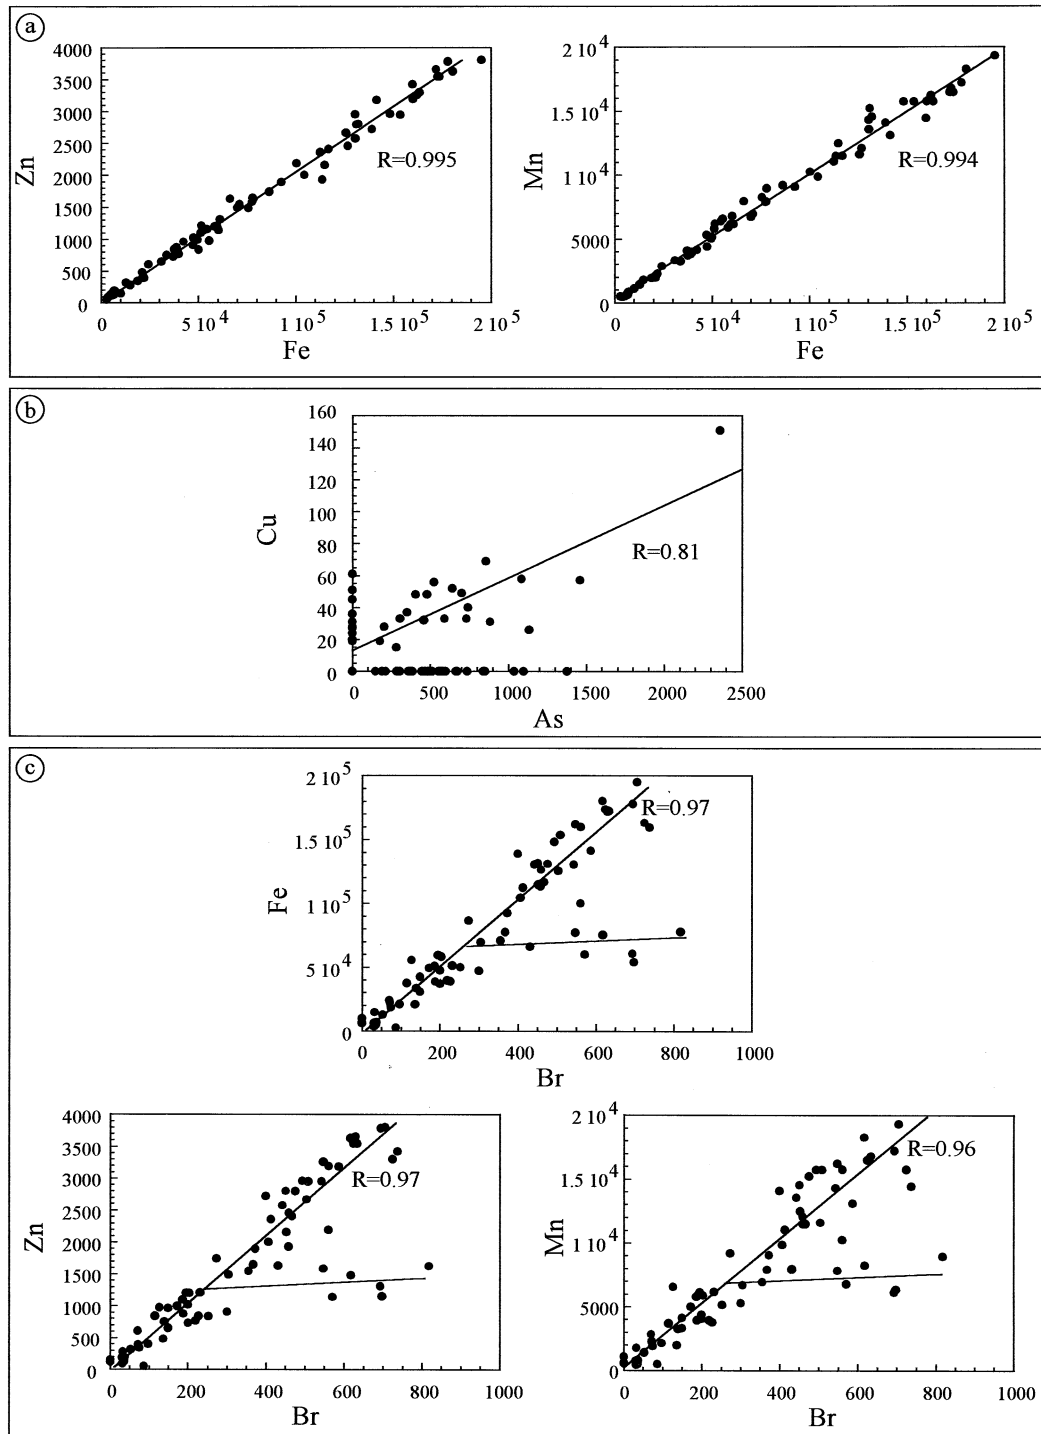 a
4000
3500
3000
2500
2000
1500
1000
500
0
Zn
R=0.995
0 5 10^4 1 10^5 1.5 10^5 2 10^5
Fe
2 10^4
1.5 10^4
1 10^4
5000
0
Mn
R=0.994
0 5 10^4 1 10^5 1.5 10^5 2 10^5
Fe
b
160
140
120
100
80
60
40
20
0
Cu
R=0.81
0 500 1000 1500 2000 2500
As
c
2 10^5
1.5 10^5
1 10^5
5 10^4
0
Fe
R=0.97
0 200 400 600 800 1000
Br
4000
3500
3000
2500
2000
1500
1000
500
0
Zn
R=0.97
0 200 400 600 800 1000
Br
2 10^4
1.5 10^4
1 10^4
5000
0
Mn
R=0.96
0 200 400 600 800 1000
Br